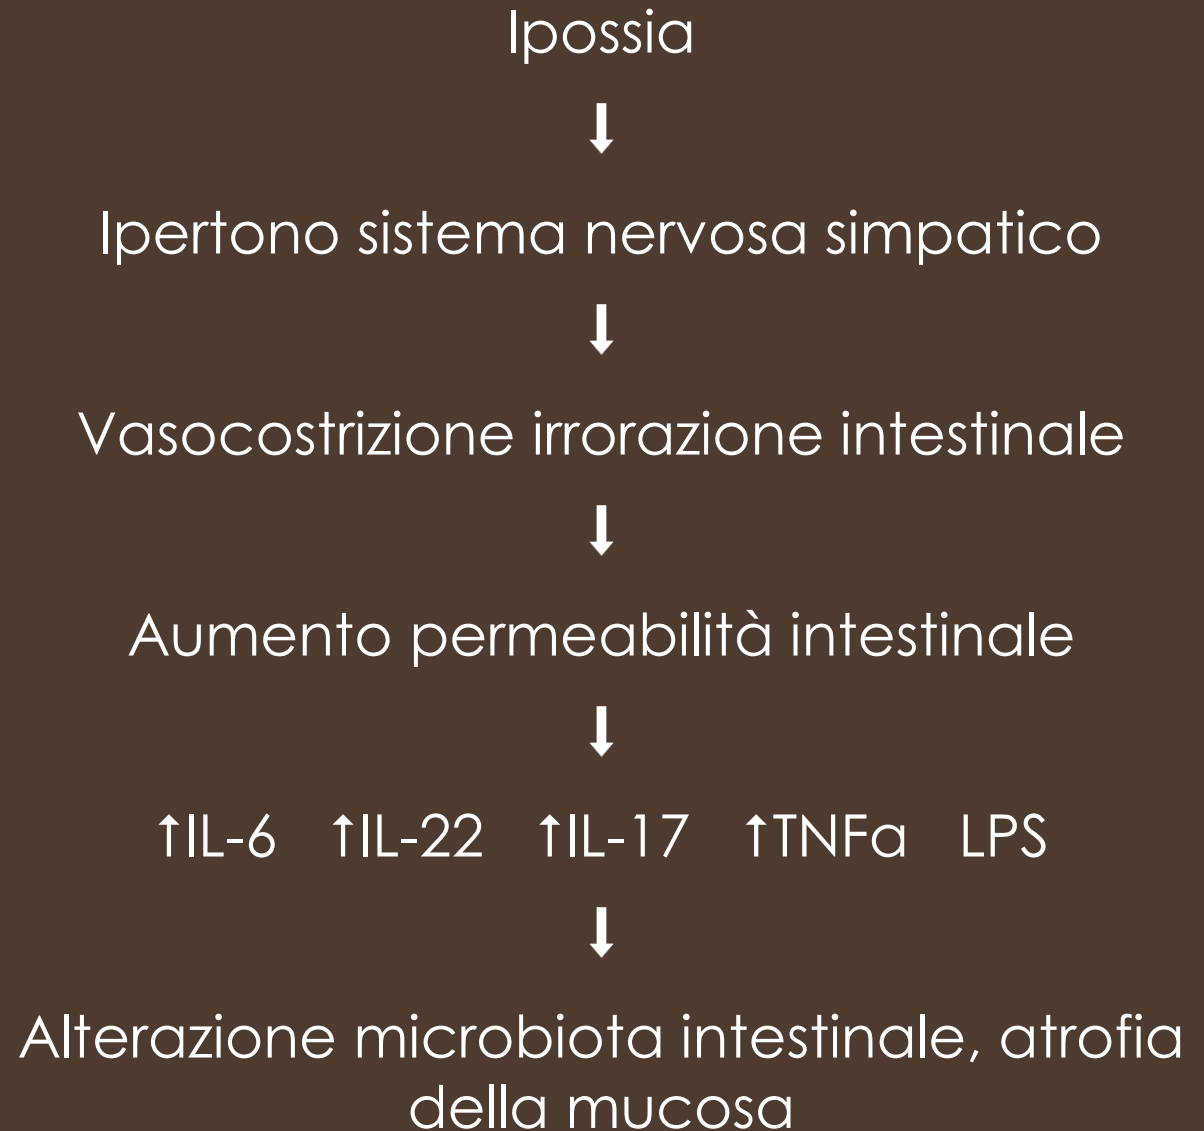 Ipossia
⬇
Ipertono sistema nervosa simpatico
⬇
Vasocostrizione irrorazione intestinale
⬇
Aumento permeabilità intestinale
⬇
↑IL-6 ↑IL-22 ↑IL-17 ↑TNFα LPS
⬇
Alterazione microbiota intestinale, atrofia
della mucosa